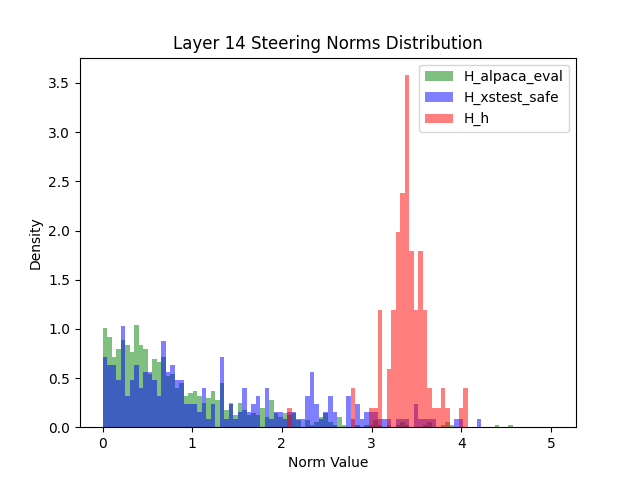 Layer 14 Steering Norms Distribution
H_alpaca_eval
H_xstest_safe
H_h
3.5
3.0
2.5
2.0
1.5
1.0
0.5
0.0
Density
0 1 2 3 4 5
Norm Value